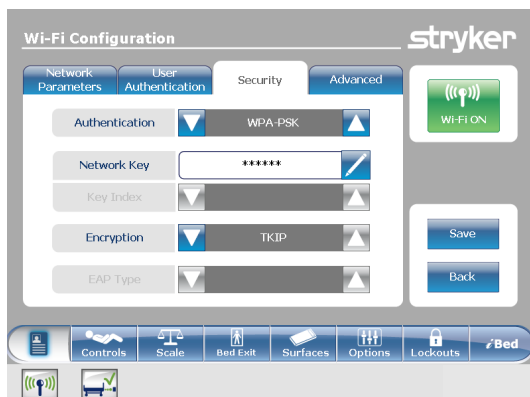 Wi-Fi Configuration
stryker
Network Parameters
User Authentication
Security
Advanced
Wi-Fi ON
Authentication
WPA-PSK
Network Key
******
Key Index
Encryption
TKIP
EAP Type
Save
Back
Controls
Scale
Bed Exit
Surfaces
Options
Lockouts
iBed